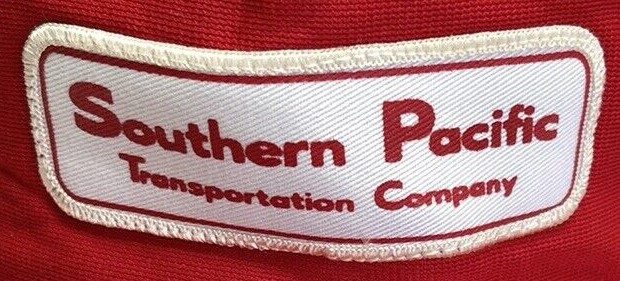 Southern Pacific
Transportation Company